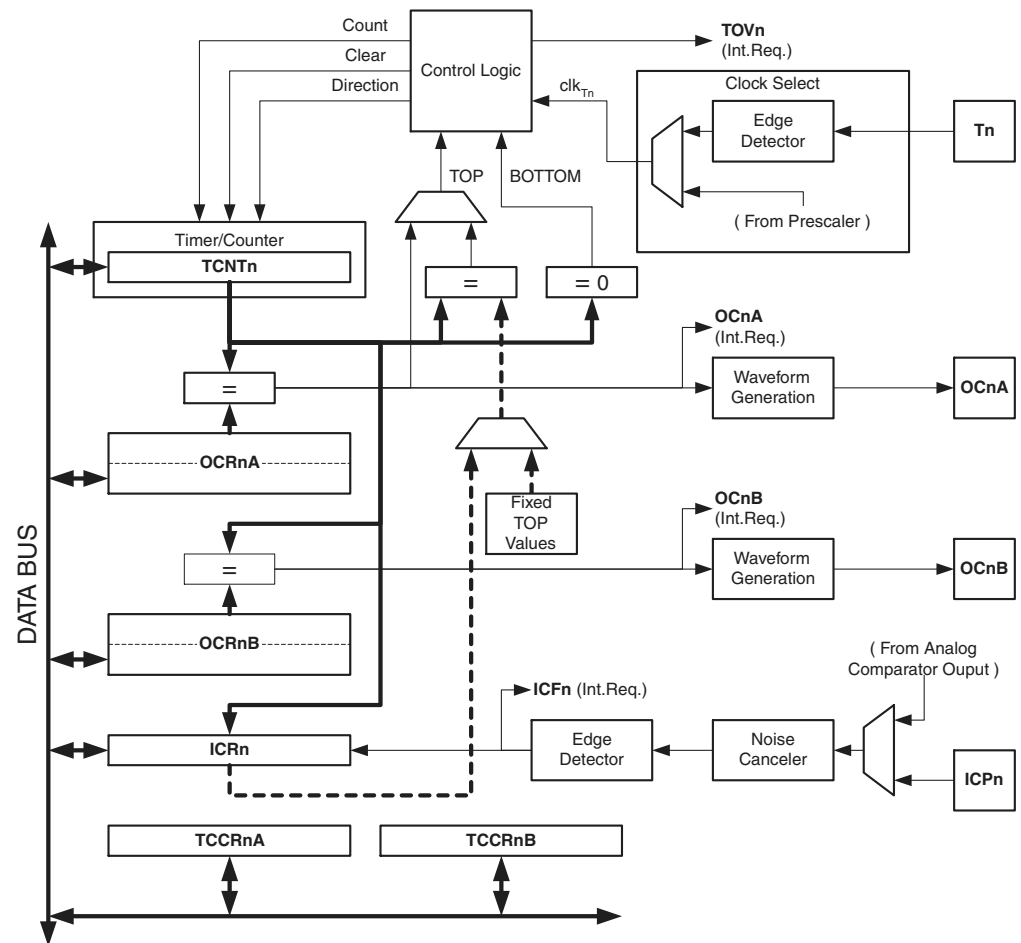 Count
Clear
Direction
Control Logic
TOVn
(Int.Req.)
clkTn
Clock Select
Edge
Detector
Tn
( From Prescaler )
TOP
BOTTOM
Timer/Counter
TCNTn
=
= 0
OCnA
(Int.Req.)
=
Waveform
Generation
OCnA
OCRnA
Fixed
TOP
Values
OCnB
(Int.Req.)
=
Waveform
Generation
OCnB
OCRnB
DATA BUS
( From Analog
Comparator Ouput )
ICFn (Int.Req.)
ICRn
Edge
Detector
Noise
Canceler
ICPn
TCCRnA
TCCRnB